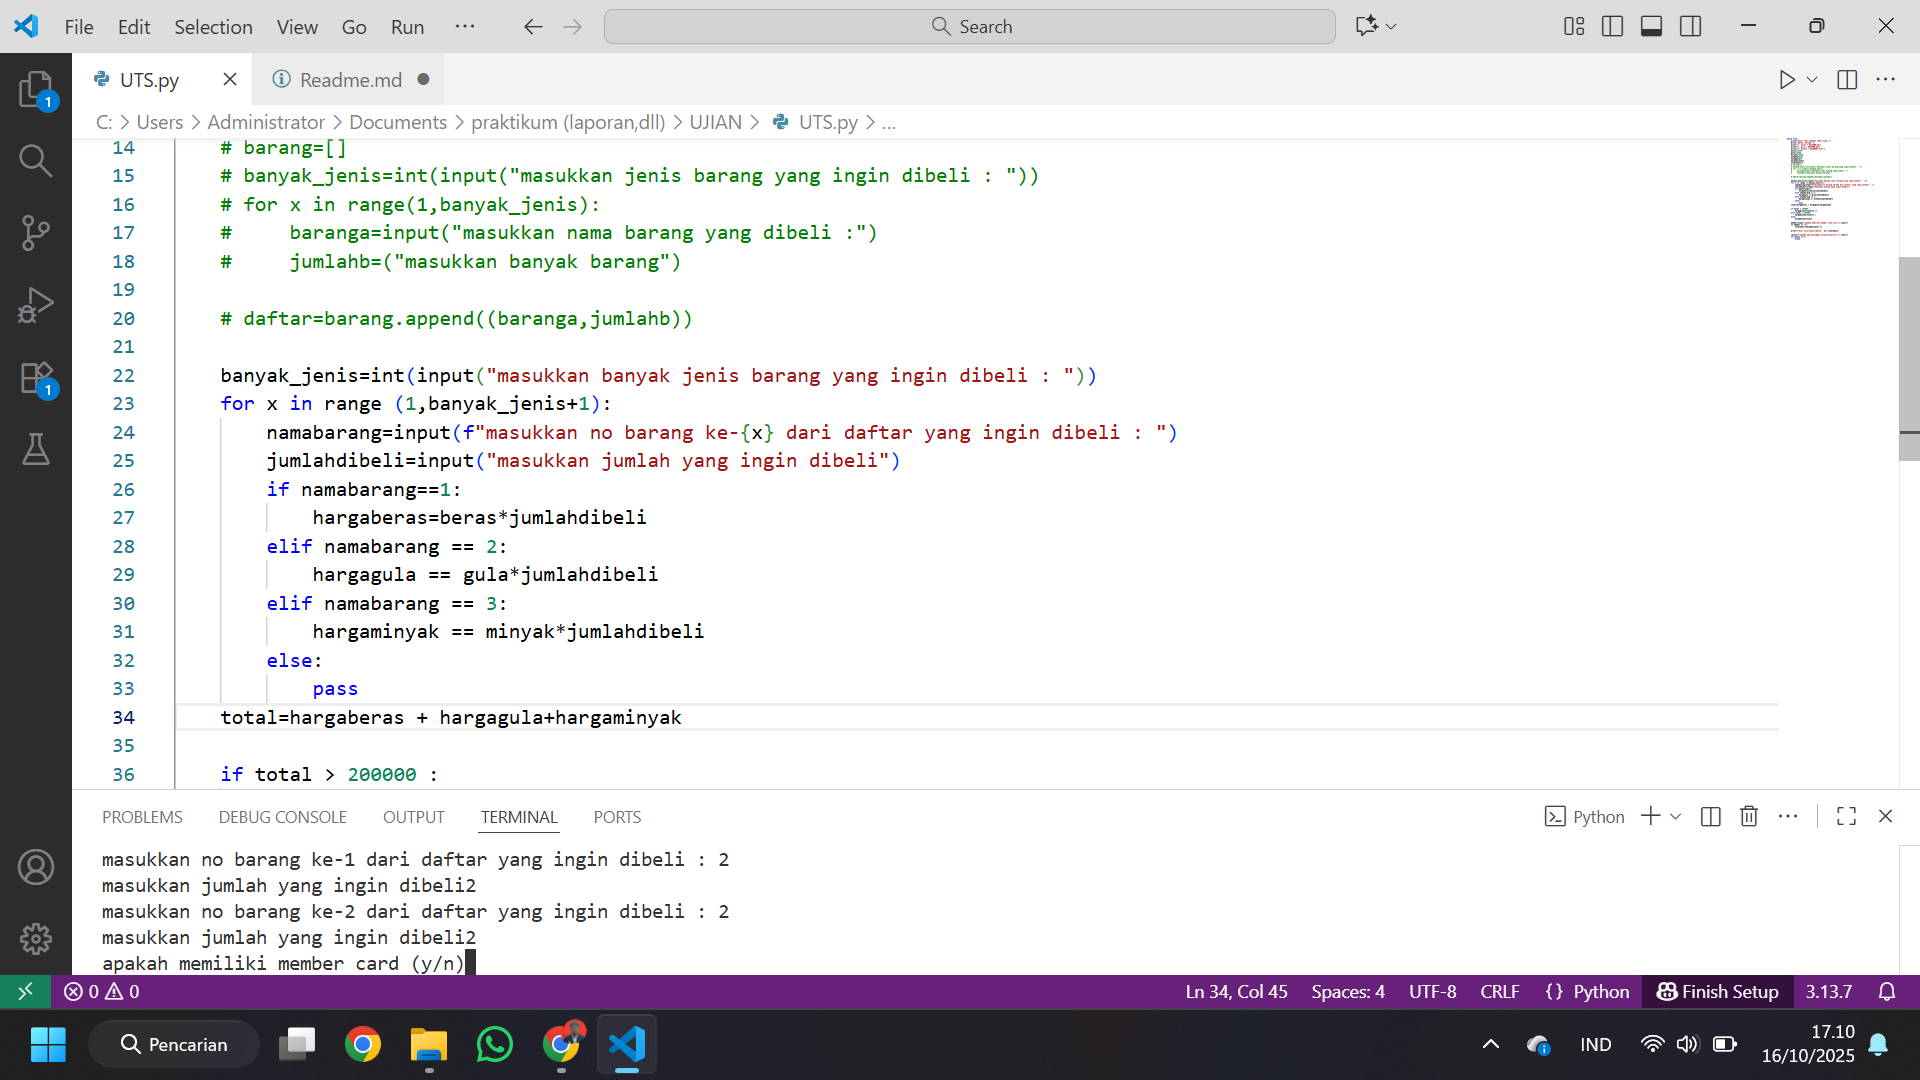 File Edit Selection View Go Run ··· Search
UTS.py Readme.md
C: > Users > Administrator > Documents > praktikum (laporan,dll) > UJIAN > UTS.py > ...
14 # barang=[]
15 # banyak_jenis=int(input("masukkan jenis barang yang ingin dibeli : "))
16 # for x in range(1,banyak_jenis):
17 #     baranga=input("masukkan nama barang yang dibeli :")
18 #     jumlahb=("masukkan banyak barang")
19
20 # daftar=barang.append((baranga,jumlahb))
21
22 banyak_jenis=int(input("masukkan banyak jenis barang yang ingin dibeli : "))
23 for x in range (1,banyak_jenis+1):
24     namabarang=input(f"masukkan no barang ke-{x} dari daftar yang ingin dibeli : ")
25     jumlahdibeli=input("masukkan jumlah yang ingin dibeli")
26     if namabarang==1:
27         hargaberas=beras*jumlahdibeli
28     elif namabarang == 2:
29         hargagula == gula*jumlahdibeli
30     elif namabarang == 3:
31         hargaminyak == minyak*jumlahdibeli
32     else:
33         pass
34 total=hargaberas + hargagula+hargaminyak
35
36 if total > 200000 :
PROBLEMS DEBUG CONSOLE OUTPUT TERMINAL PORTS Python
masukkan no barang ke-1 dari daftar yang ingin dibeli : 2
masukkan jumlah yang ingin dibeli2
masukkan no barang ke-2 dari daftar yang ingin dibeli : 2
masukkan jumlah yang ingin dibeli2
apakah memiliki member card (y/n)
0 0 Ln 34, Col 45 Spaces: 4 UTF-8 CRLF {} Python Finish Setup 3.13.7
Pencarian IND 17.10
16/10/2025